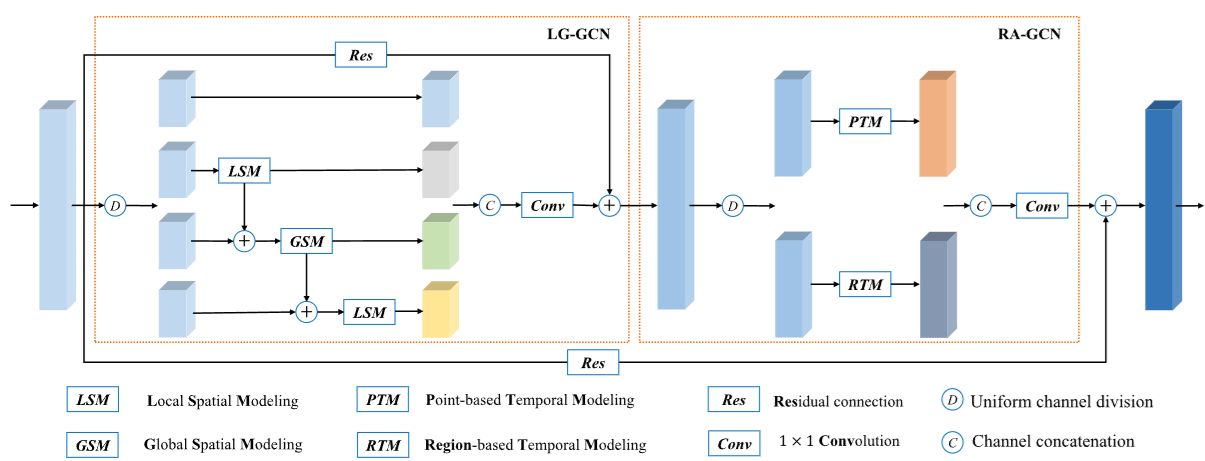 LG-GCN
RA-GCN
Res
PTM
LSM
D
C
Conv
+
D
C
Conv
+
+
GSM
RTM
+
LSM
Res
LSM Local Spatial Modeling
PTM Point-based Temporal Modeling
Res Residual connection
D Uniform channel division
GSM Global Spatial Modeling
RTM Region-based Temporal Modeling
Conv 1 × 1 Convolution
C Channel concatenation